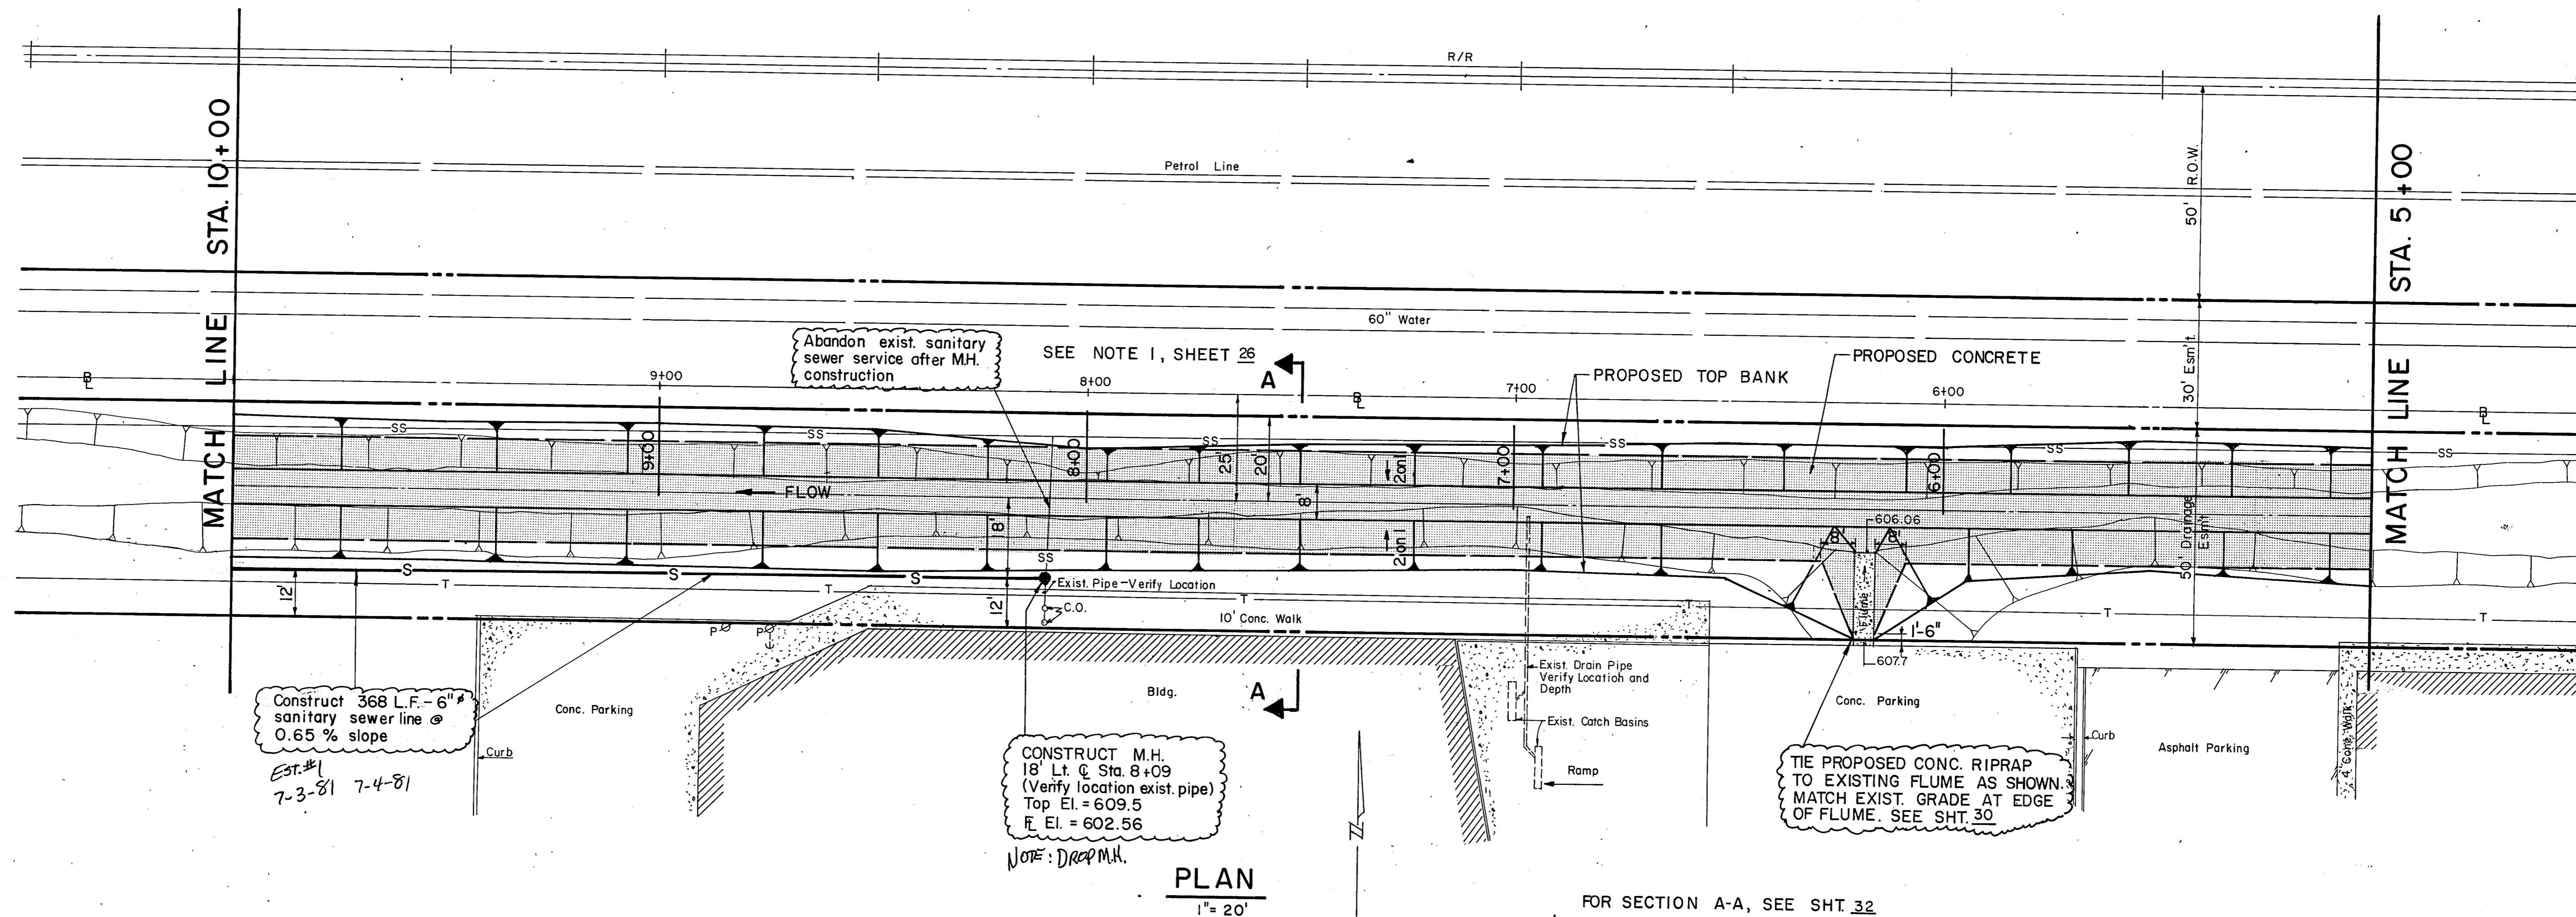 R/R
MATCH LINE STA. 10+00
MATCH LINE STA. 5+00
Petrol Line
50' R.O.W.
60" Water
30' Esm't.
Abandon exist. sanitary
sewer service after M.H.
construction
SEE NOTE 1, SHEET 26
A
PROPOSED TOP BANK
PROPOSED CONCRETE
9+00
8+00
7+00
6+00
B
L
B
L
B
L
SS
SS
SS
SS
SS
SS
9+00
8+00
7+00
6+00
25'
20'
2 on 1
FLOW
8'
18'
2 on 1
606.06
8'
8'
50' Drainage
Esm't
SS
S
S
S
T
T
T
T
T
T
12'
12'
Exist. Pipe-Verify Location
C.O.
10' Conc. Walk
P
P
Flume
1'-6"
607.7
Construct 368 L.F. - 6" ø
sanitary sewer line @
0.65 % slope
Est. #1
7-3-81 7-4-81
Curb
Conc. Parking
Bldg.
A
CONSTRUCT M.H.
18' Lt. ℄ Sta. 8+09
(Verify location exist. pipe)
Top El. = 609.5
FL El. = 602.56
NOTE: DROP M.H.
Exist. Drain Pipe
Verify Location and
Depth
Exist. Catch Basins
Ramp
Conc. Parking
TIE PROPOSED CONC. RIPRAP
TO EXISTING FLUME AS SHOWN.
MATCH EXIST. GRADE AT EDGE
OF FLUME. SEE SHT. 30
Curb
Asphalt Parking
4' Conc. Walk
PLAN
1"= 20'
FOR SECTION A-A, SEE SHT. 32